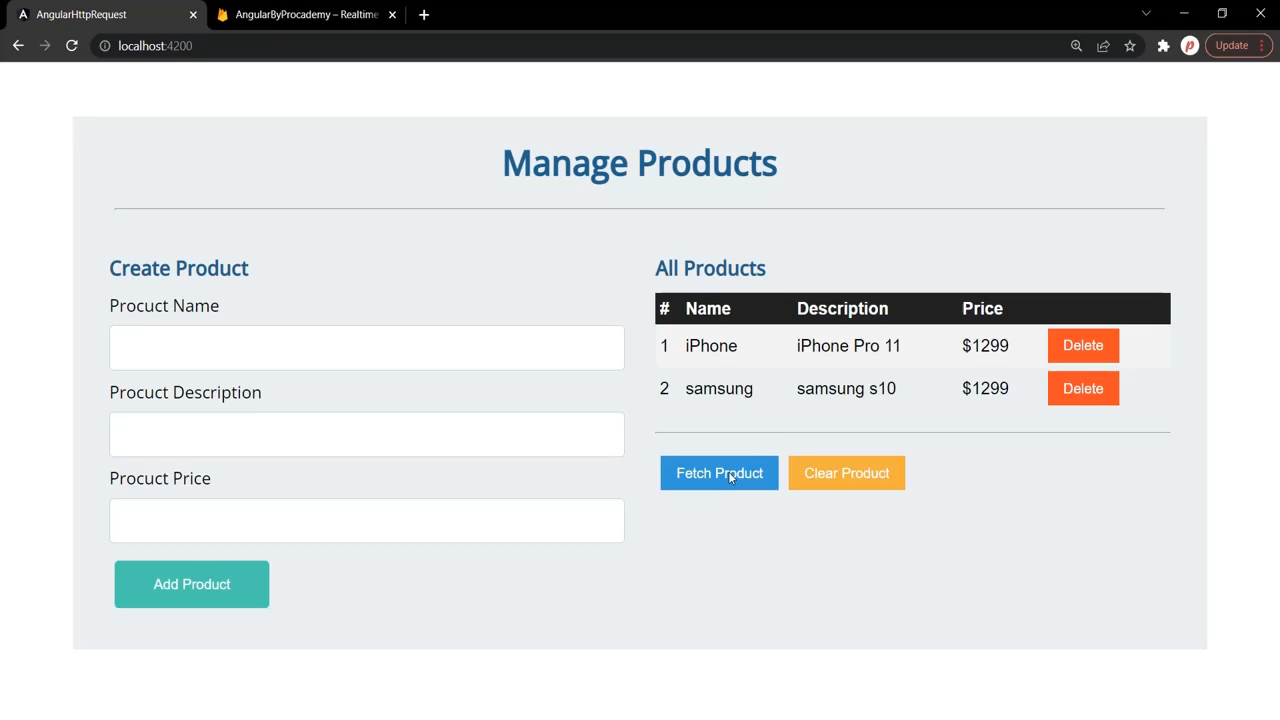 AngularHttpRequest
AngularByProcademy – Realtime
localhost:4200
Update
Manage Products
Create Product
Procuct Name
Procuct Description
Procuct Price
Add Product
All Products
# Name Description Price
1 iPhone iPhone Pro 11 $1299 Delete
2 samsung samsung s10 $1299 Delete
Fetch Product Clear Product